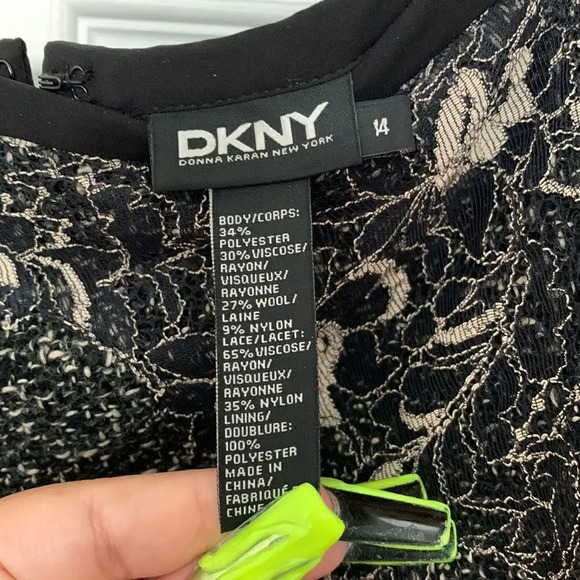 DKNY
DONNA KARAN NEW YORK
14
BODY/CORPS:
34%
POLYESTER
30% VISCOSE/
RAYON/
VISQUEUX/
RAYONNE
27% WOOL/
LAINE
9% NYLON
LACE/LACET:
65% VISCOSE/
RAYON/
VISQUEUX/
RAYONNE
35% NYLON
LINING/
DOUBLURE:
100%
POLYESTER
MADE IN
CHINA/
FABRIQUÉ
CHINE